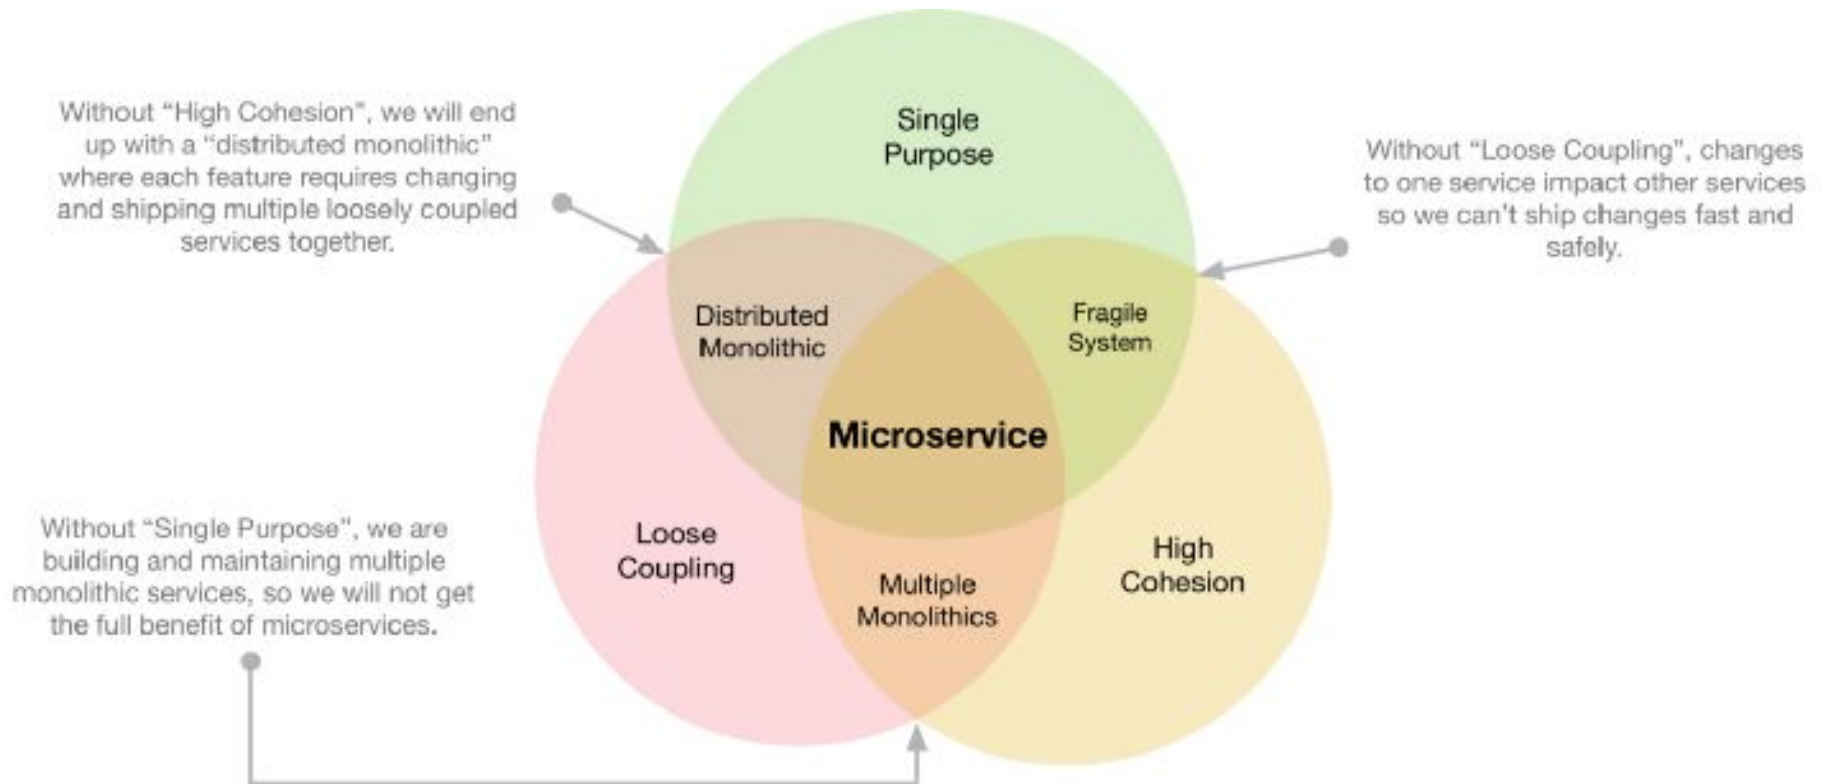 Without “High Cohesion”, we will end
up with a “distributed monolithic”
where each feature requires changing
and shipping multiple loosely coupled
services together.
Single
Purpose
Without “Loose Coupling”, changes
to one service impact other services
so we can't ship changes fast and
safely.
Distributed
Monolithic
Fragile
System
Microservice
Without “Single Purpose”, we are
building and maintaining multiple
monolithic services, so we will not get
the full benefit of microservices.
Loose
Coupling
Multiple
Monolithics
High
Cohesion